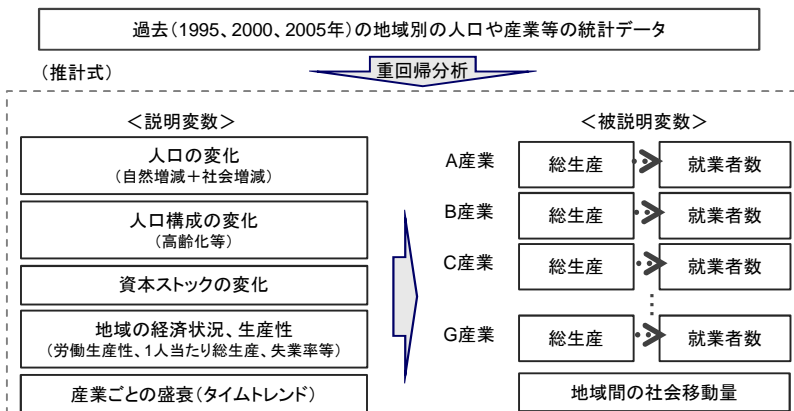 過去(1995、2000、2005年)の地域別の人口や産業等の統計データ
(推計式)
重回帰分析
<説明変数>
人口の変化
(自然増減+社会増減)
人口構成の変化
(高齢化等)
資本ストックの変化
地域の経済状況、生産性
(労働生産性、1人当たり総生産、失業率等)
産業ごとの盛衰(タイムトレンド)
<被説明変数>
A産業 総生産 就業者数
B産業 総生産 就業者数
C産業 総生産 就業者数
⋮
G産業 総生産 就業者数
地域間の社会移動量